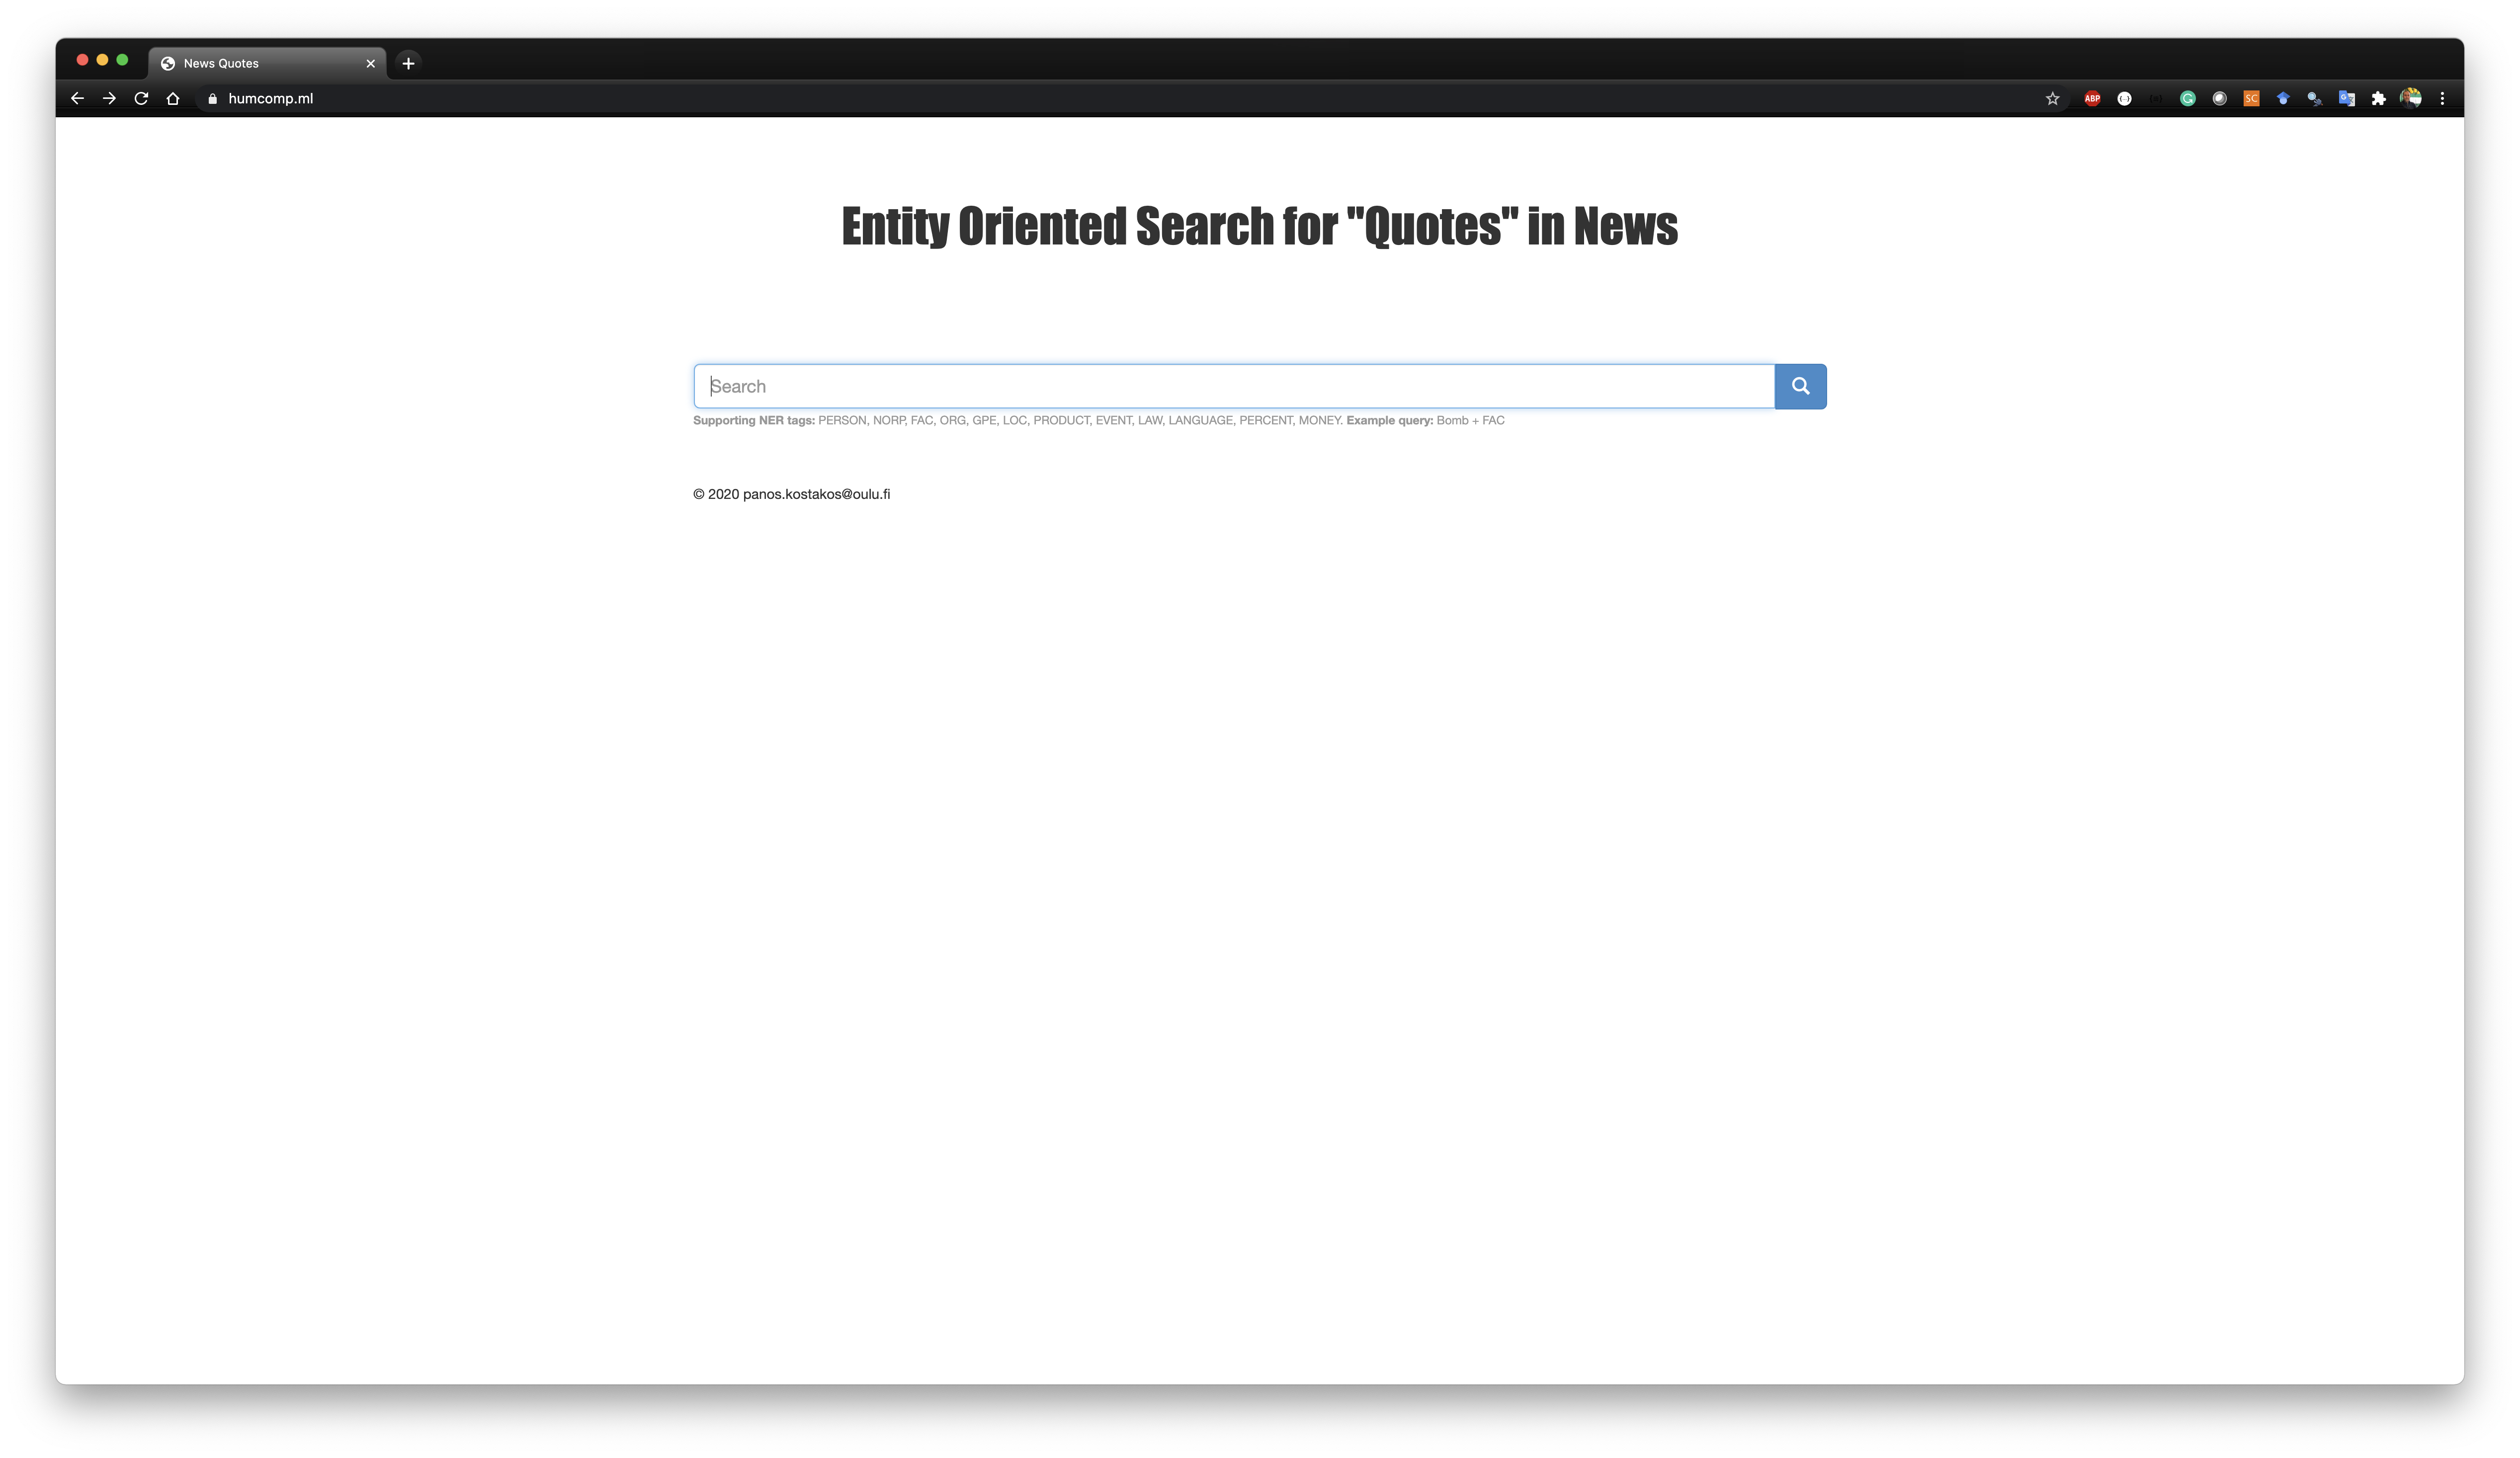 News Quotes
humcomp.ml
ABP
SC
Entity Oriented Search for "Quotes" in News
Search
Supporting NER tags: PERSON, NORP, FAC, ORG, GPE, LOC, PRODUCT, EVENT, LAW, LANGUAGE, PERCENT, MONEY. Example query: Bomb + FAC
© 2020 panos.kostakos@oulu.fi